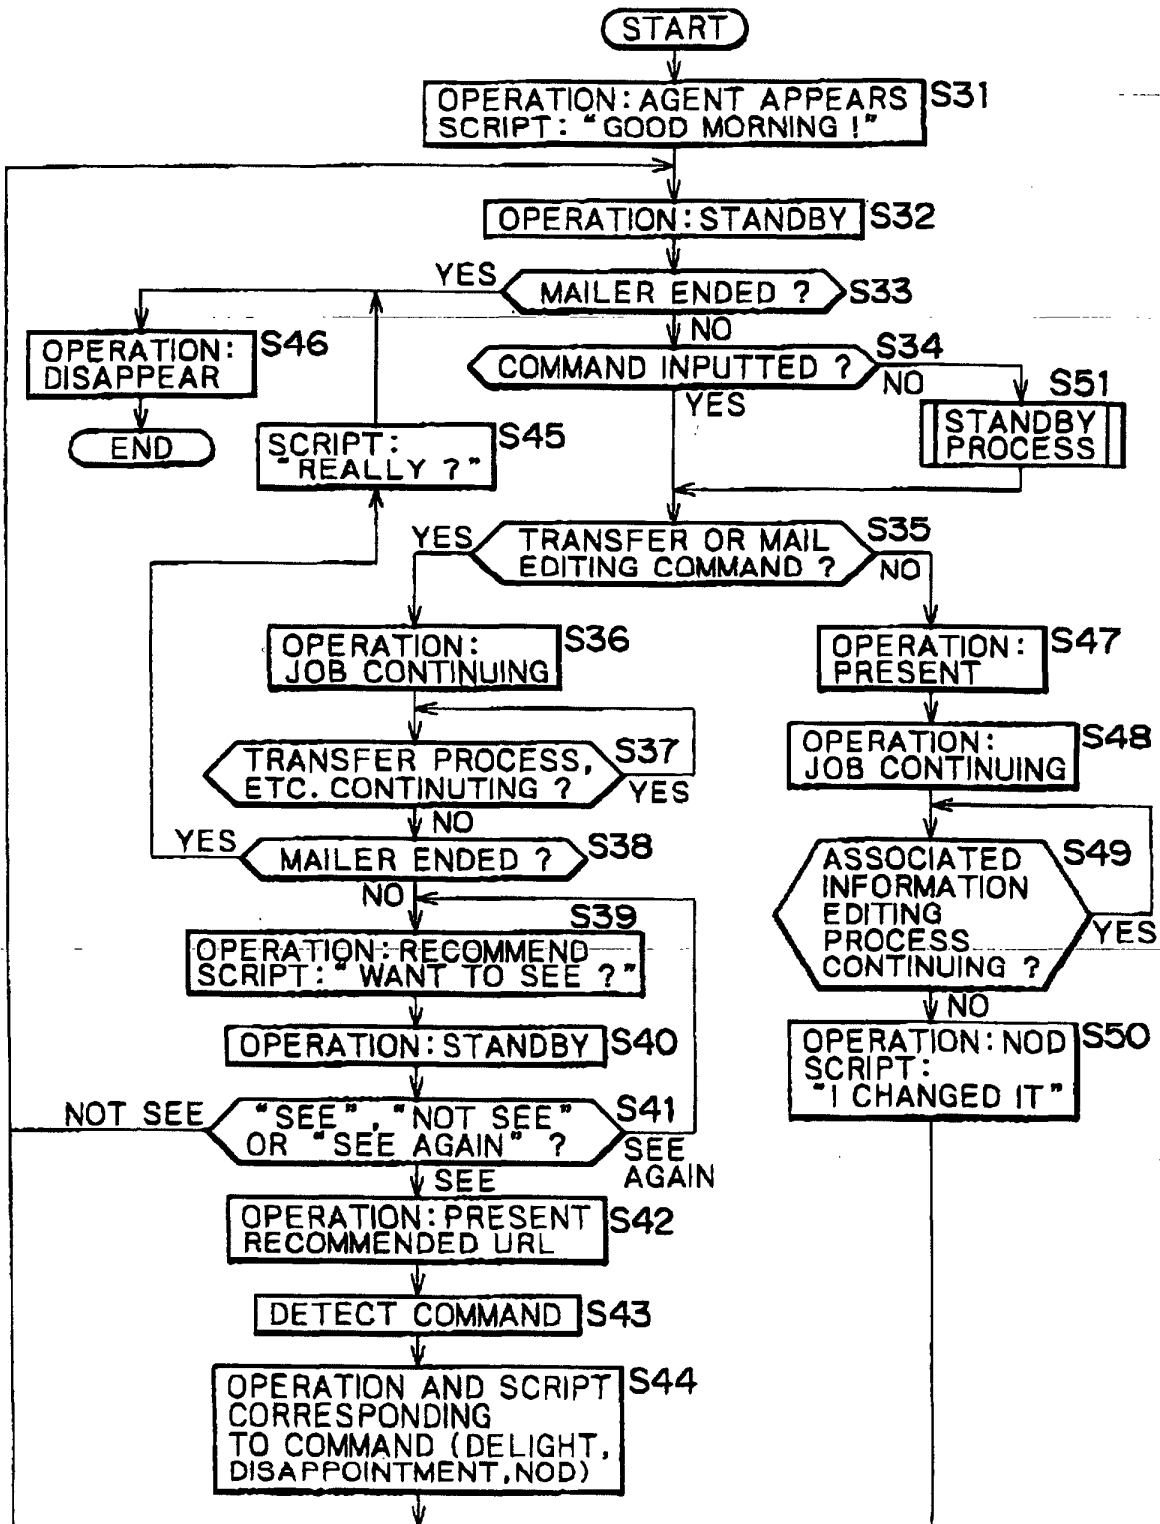 START
OPERATION:AGENT APPEARS S31
SCRIPT: "GOOD MORNING !"
OPERATION:STANDBY S32
YES
MAILER ENDED ? S33
NO
OPERATION: S46
DISAPPEAR
END
COMMAND INPUTTED ? S34
NO
YES
S51
STANDBY
PROCESS
SCRIPT: S45
"REALLY ?"
YES
TRANSFER OR MAIL S35
EDITING COMMAND ?
NO
OPERATION: S36
JOB CONTINUING
OPERATION: S47
PRESENT
TRANSFER PROCESS, S37
ETC. CONTINUTING ?
YES
NO
OPERATION: S48
JOB CONTINUING
YES
MAILER ENDED ? S38
NO
ASSOCIATED S49
INFORMATION
EDITING
PROCESS
CONTINUING ?
YES
NO
S39
OPERATION:RECOMMEND
SCRIPT: "WANT TO SEE ?"
OPERATION:STANDBY S40
OPERATION: NOD S50
SCRIPT:
"I CHANGED IT"
NOT SEE
"SEE", "NOT SEE" S41
OR "SEE AGAIN" ?
SEE
AGAIN
SEE
OPERATION:PRESENT S42
RECOMMENDED URL
DETECT COMMAND S43
OPERATION AND SCRIPT S44
CORRESPONDING
TO COMMAND (DELIGHT,
DISAPPOINTMENT,NOD)